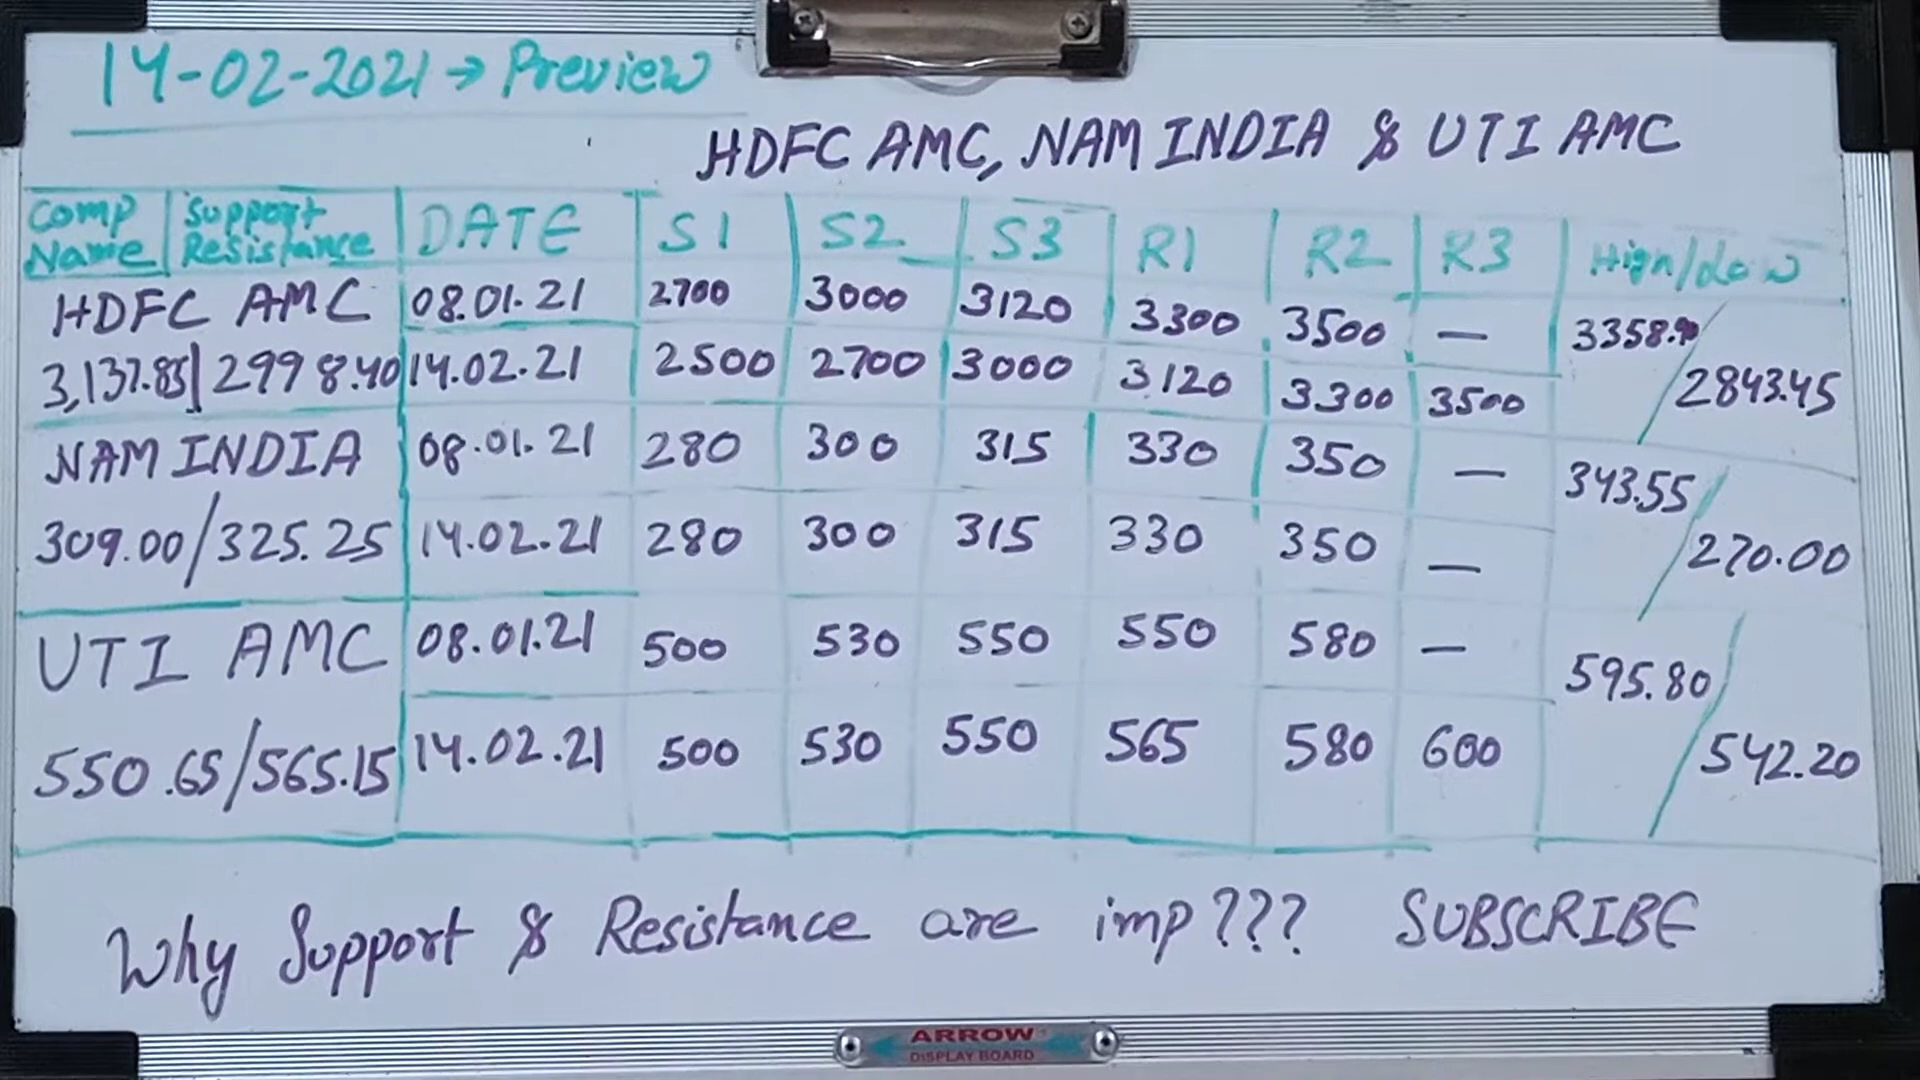 14-02-2021 → Preview
HDFC AMC, NAM INDIA & UTI AMC
Comp Name | Support Resistance | DATE | S1 | S2 | S3 | R1 | R2 | R3 | High/Low
HDFC AMC | 08.01.21 | 2700 | 3000 | 3120 | 3300 | 3500 | — | 3358.90/
3,137.85 | 2998.40 | 14.02.21 | 2500 | 2700 | 3000 | 3120 | 3300 | 3500 | 2843.45
NAM INDIA | 08.01.21 | 280 | 300 | 315 | 330 | 350 | — | 343.55/
309.00/325.25 | 14.02.21 | 280 | 300 | 315 | 330 | 350 | — | 270.00
UTI AMC | 08.01.21 | 500 | 530 | 550 | 550 | 580 | — | 595.80/
550.65/565.15 | 14.02.21 | 500 | 530 | 550 | 565 | 580 | 600 | 542.20
Why Support & Resistance are imp??? SUBSCRIBE
ARROW
DISPLAY BOARD